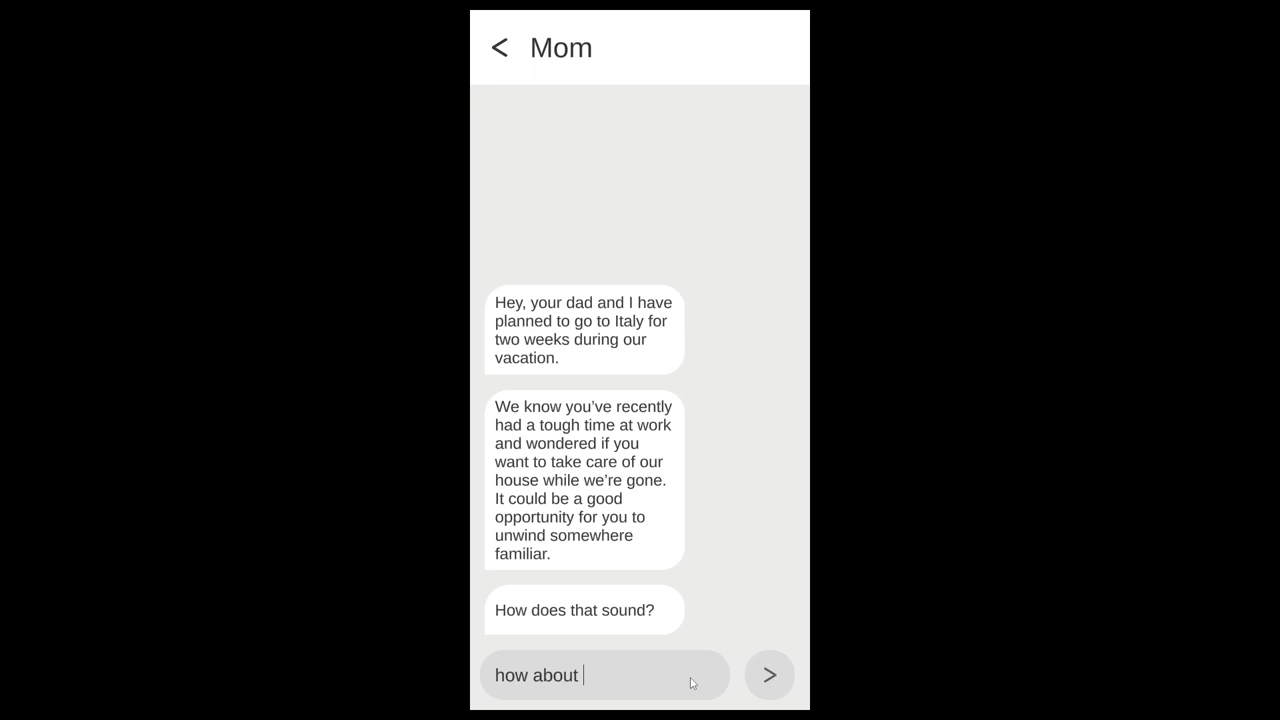 < Mom
Hey, your dad and I have
planned to go to Italy for
two weeks during our
vacation.
We know you’ve recently
had a tough time at work
and wondered if you
want to take care of our
house while we’re gone.
It could be a good
opportunity for you to
unwind somewhere
familiar.
How does that sound?
how about
>